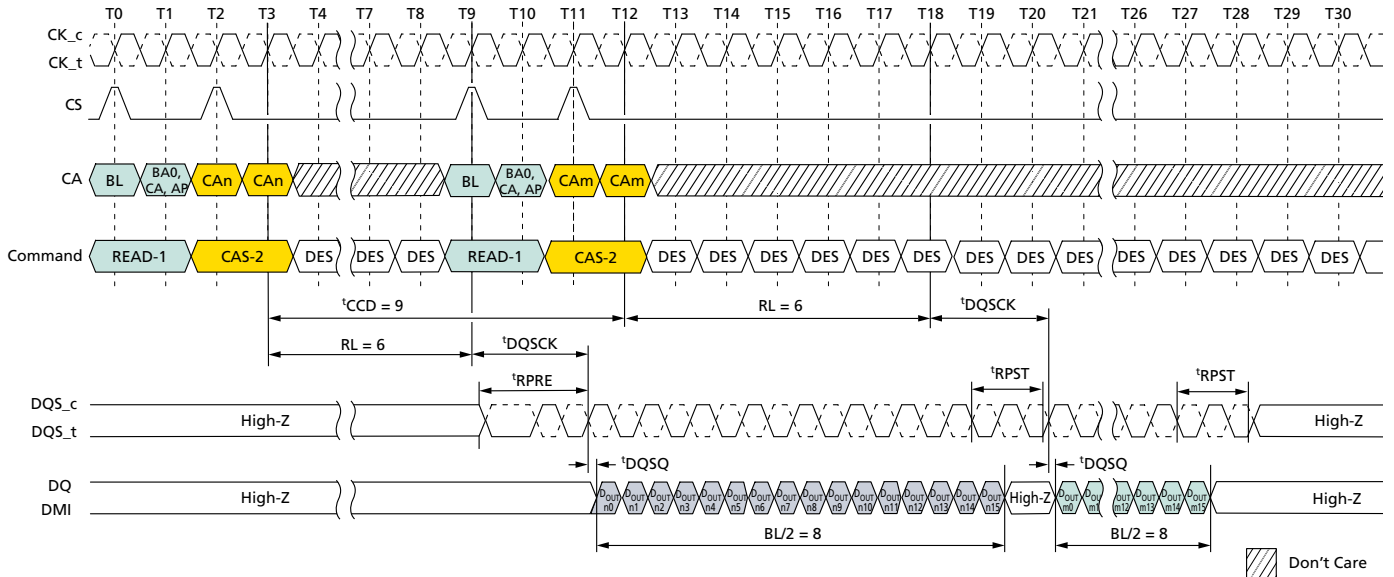 T0 T1 T2 T3 T4 T7 T8 T9 T10 T11 T12 T13 T14 T15 T16 T17 T18 T19 T20 T21 T26 T27 T28 T29 T30
CK_c
CK_t
CS
CA
BL
BA0, CA, AP
CAn
CAn
BL
BA0, CA, AP
CAm
CAm
Command
READ-1
CAS-2
DES
DES
DES
READ-1
CAS-2
DES
DES
DES
DES
DES
DES
DES
DES
DES
DES
DES
DES
DES
DES
tCCD = 9
RL = 6
tDQSCK
RL = 6
tDQSCK
tRPRE
tRPST
tRPST
DQS_c
DQS_t
High-Z
High-Z
tDQSQ
tDQSQ
DQ
DMI
High-Z
DOUT n0
DOUT n1
DOUT n2
DOUT n3
DOUT n4
DOUT n5
DOUT n6
DOUT n7
DOUT n8
DOUT n9
DOUT n10
DOUT n11
DOUT n12
DOUT n13
DOUT n14
DOUT n15
High-Z
DOUT m0
DOUT m1
DOUT m12
DOUT m13
DOUT m14
DOUT m15
High-Z
BL/2 = 8
BL/2 = 8
Don't Care